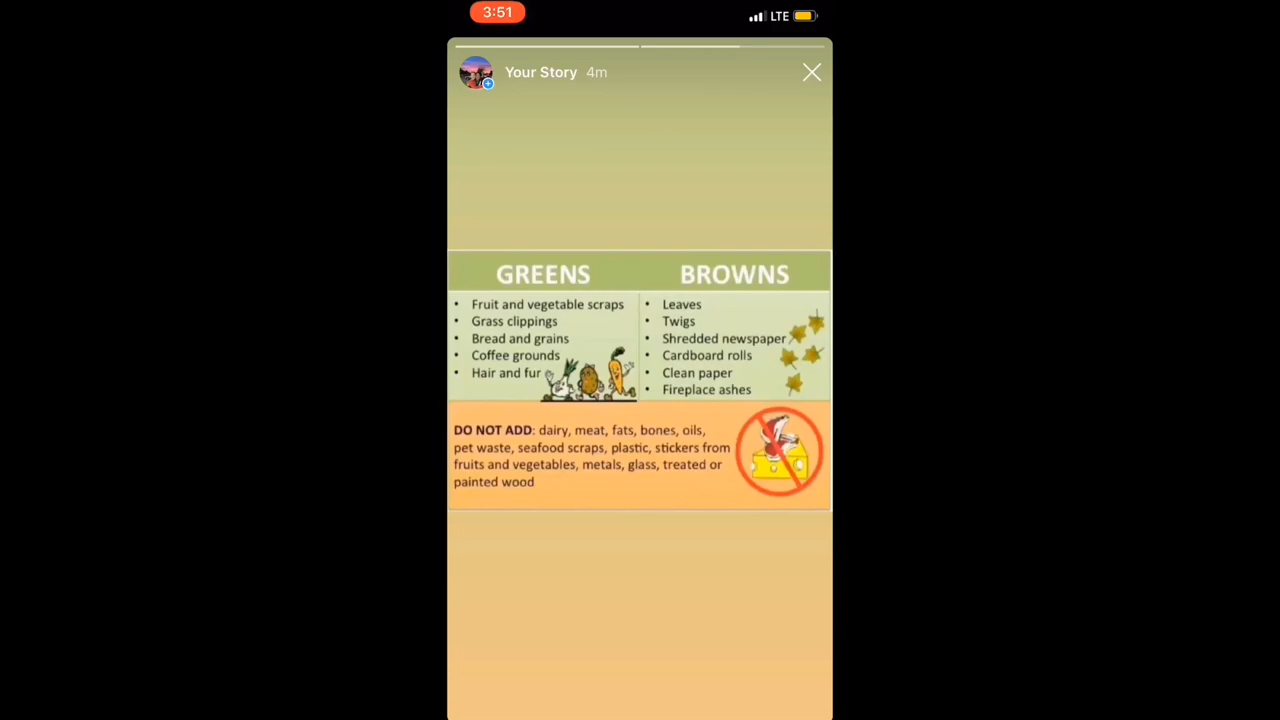 3:51
LTE
Your Story 4m
GREENS
• Fruit and vegetable scraps
• Grass clippings
• Bread and grains
• Coffee grounds
• Hair and fur
BROWNS
• Leaves
• Twigs
• Shredded newspaper
• Cardboard rolls
• Clean paper
• Fireplace ashes
DO NOT ADD: dairy, meat, fats, bones, oils,
pet waste, seafood scraps, plastic, stickers from
fruits and vegetables, metals, glass, treated or
painted wood